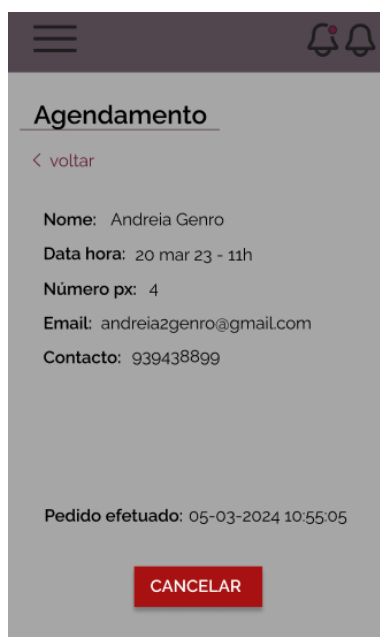 Agendamento
< voltar
Nome: Andreia Genro
Data hora: 20 mar 23 - 11h
Número px: 4
Email: andreia2genro@gmail.com
Contacto: 939438899
Pedido efetuado: 05-03-2024 10:55:05
CANCELAR